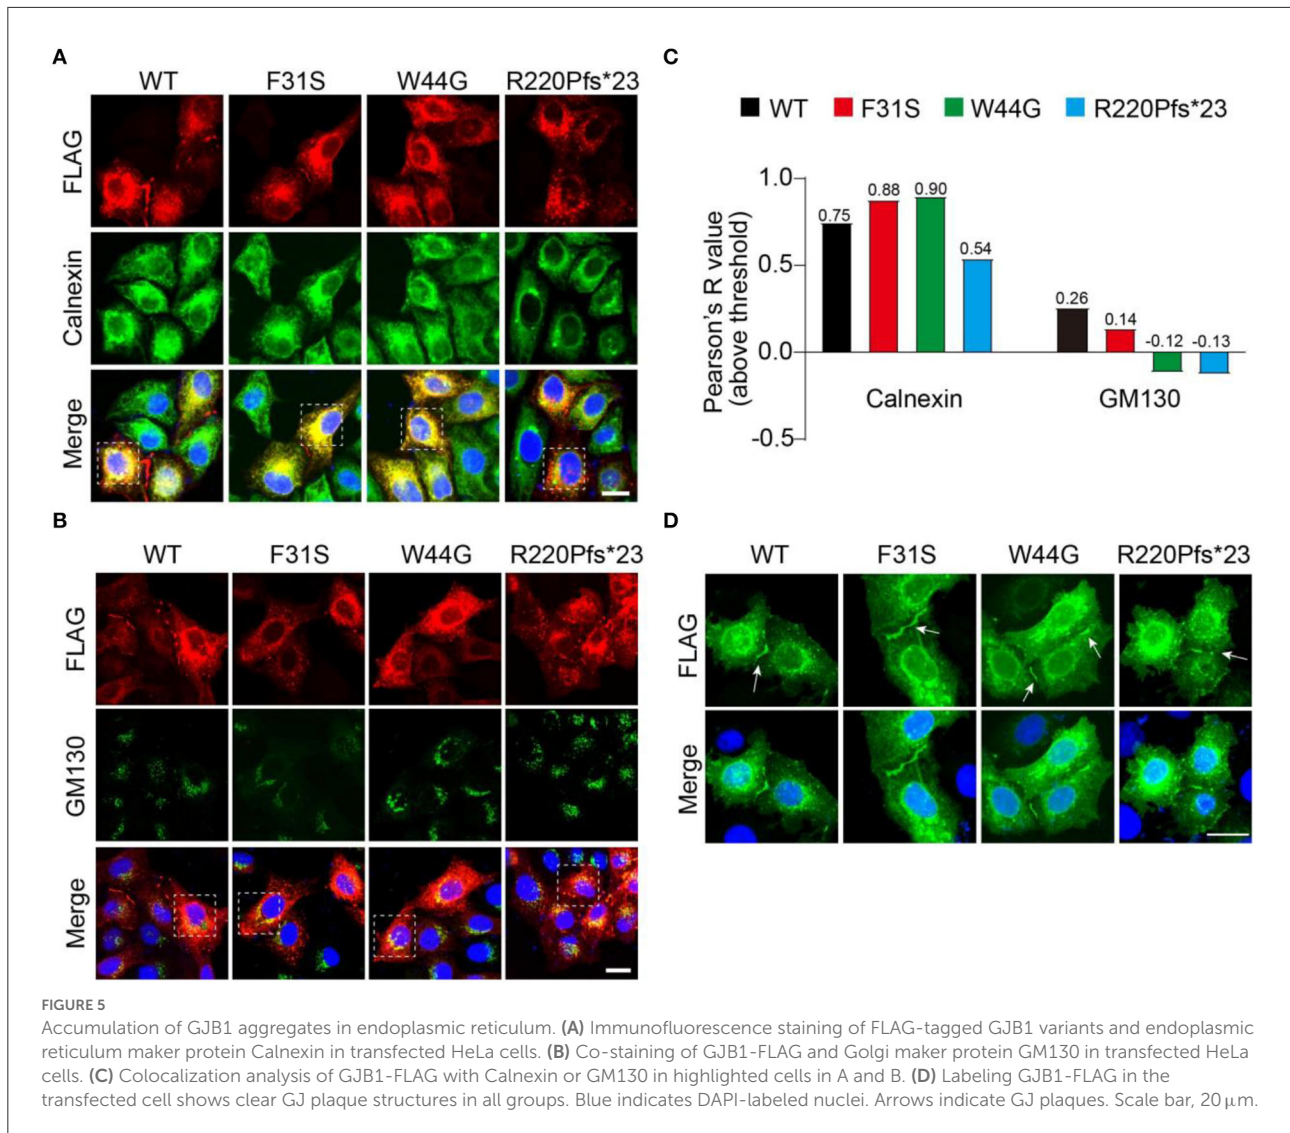 A
WT F31S W44G R220Pfs*23
FLAG
Calnexin
Merge
B
WT F31S W44G R220Pfs*23
FLAG
GM130
Merge
C
WT F31S W44G R220Pfs*23
Pearson's R value
(above threshold)
1.0
0.5
0.0
-0.5
0.75 0.88 0.90 0.54
0.26 0.14 -0.12 -0.13
Calnexin GM130
D
WT F31S W44G R220Pfs*23
FLAG
Merge
FIGURE 5
Accumulation of GJB1 aggregates in endoplasmic reticulum. (A) Immunofluorescence staining of FLAG-tagged GJB1 variants and endoplasmic
reticulum maker protein Calnexin in transfected HeLa cells. (B) Co-staining of GJB1-FLAG and Golgi maker protein GM130 in transfected HeLa
cells. (C) Colocalization analysis of GJB1-FLAG with Calnexin or GM130 in highlighted cells in A and B. (D) Labeling GJB1-FLAG in the
transfected cell shows clear GJ plaque structures in all groups. Blue indicates DAPI-labeled nuclei. Arrows indicate GJ plaques. Scale bar, 20 μm.